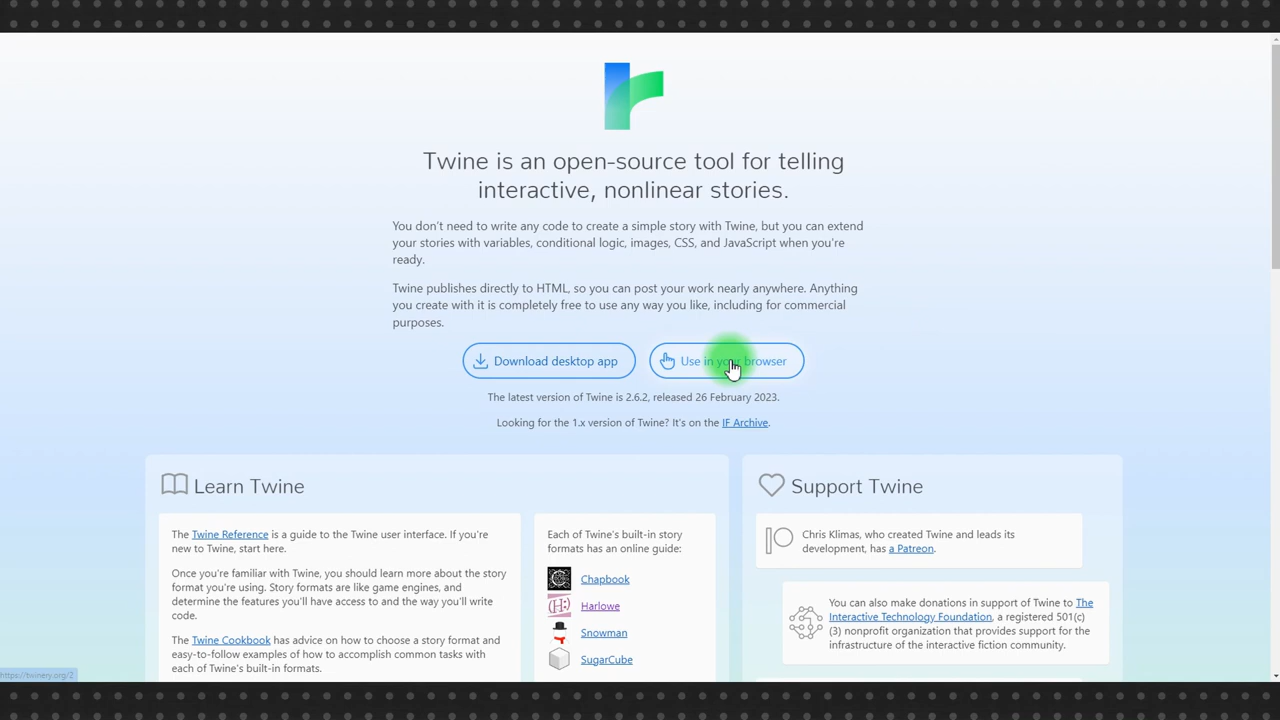 Twine is an open-source tool for telling
interactive, nonlinear stories.
You don't need to write any code to create a simple story with Twine, but you can extend
your stories with variables, conditional logic, images, CSS, and JavaScript when you're
ready.
Twine publishes directly to HTML, so you can post your work nearly anywhere. Anything
you create with it is completely free to use any way you like, including for commercial
purposes.
Download desktop app
Use in your browser
The latest version of Twine is 2.6.2, released 26 February 2023.
Looking for the 1.x version of Twine? It's on the IF Archive.
Learn Twine
The Twine Reference is a guide to the Twine user interface. If you're
new to Twine, start here.
Once you're familiar with Twine, you should learn more about the story
format you're using. Story formats are like game engines, and
determine the features you'll have access to and the way you'll write
code.
The Twine Cookbook has advice on how to choose a story format and
easy-to-follow examples of how to accomplish common tasks with
each of Twine's built-in formats.
Each of Twine's built-in story
formats has an online guide:
Chapbook
Harlowe
Snowman
SugarCube
Support Twine
Chris Klimas, who created Twine and leads its
development, has a Patreon.
You can also make donations in support of Twine to The
Interactive Technology Foundation, a registered 501(c)
(3) nonprofit organization that provides support for the
infrastructure of the interactive fiction community.
https://twinery.org/2